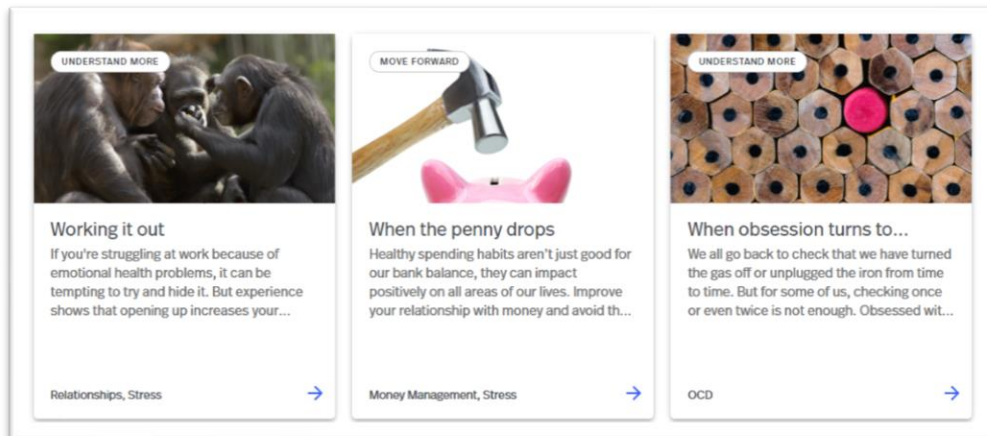 UNDERSTAND MORE
Working it out
If you're struggling at work because of
emotional health problems, it can be
tempting to try and hide it. But experience
shows that opening up increases your...
Relationships, Stress
MOVE FORWARD
When the penny drops
Healthy spending habits aren't just good for
our bank balance, they can impact
positively on all areas of our lives. Improve
your relationship with money and avoid th...
Money Management, Stress
UNDERSTAND MORE
When obsession turns to...
We all go back to check that we have turned
the gas off or unplugged the iron from time
to time. But for some of us, checking once
or even twice is not enough. Obsessed wit...
OCD